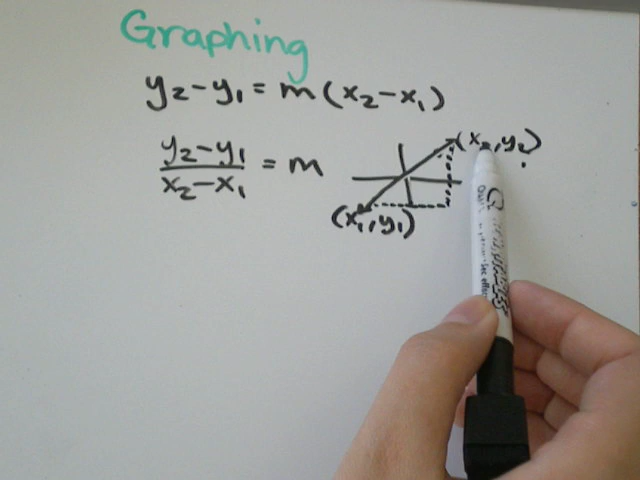 Graphing
y₂-y₁ = m(x₂-x₁)
y₂-y₁ / x₂-x₁ = m
(x₂,y₂)
(x₁,y₁)